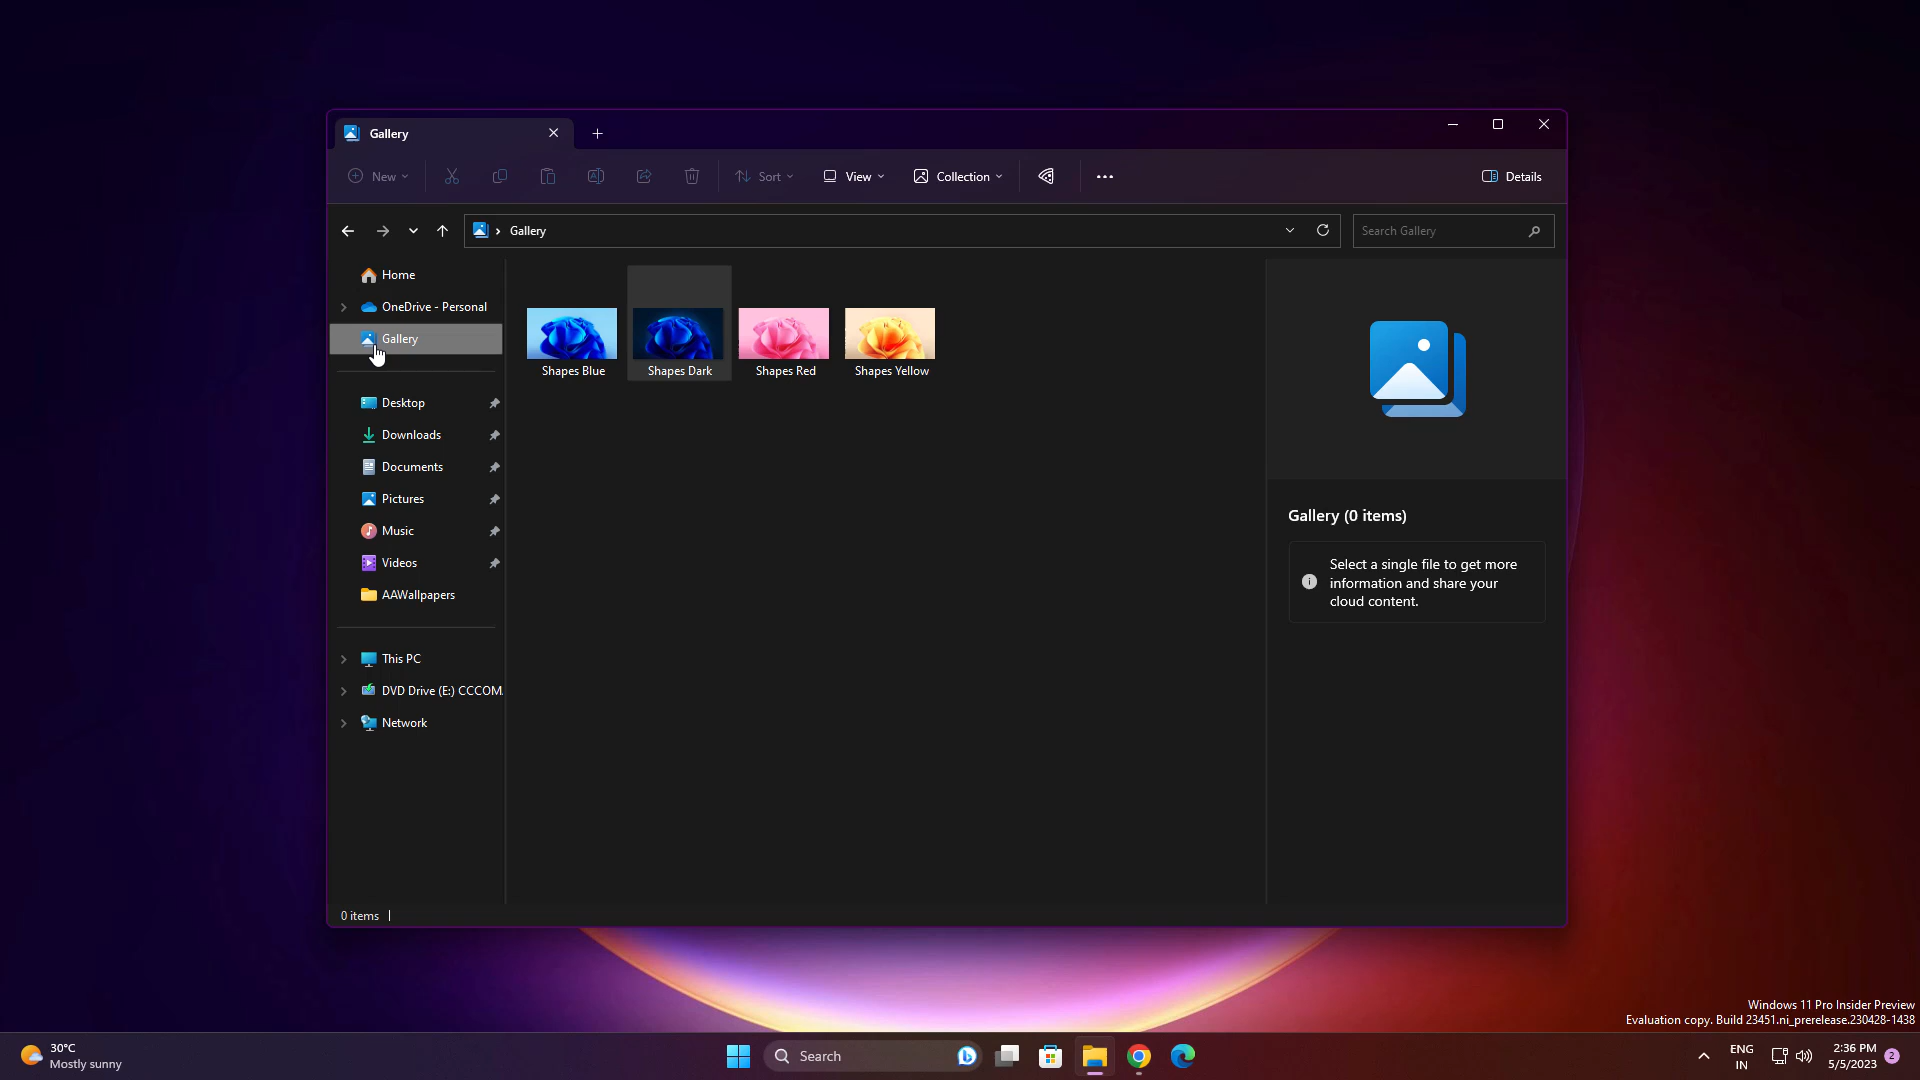 Gallery
New
Sort
View
Collection
Details
Gallery
Search Gallery
Home
OneDrive - Personal
Gallery
Desktop
Downloads
Documents
Pictures
Music
Videos
AAWallpapers
This PC
DVD Drive (E:) CCCOM
Network
Shapes Blue
Shapes Dark
Shapes Red
Shapes Yellow
Gallery (0 items)
Select a single file to get more
information and share your
cloud content.
0 items
Windows 11 Pro Insider Preview
Evaluation copy. Build 23451.ni_prerelease.230428-1438
30°C
Mostly sunny
Search
ENG
IN
2:36 PM
5/5/2023
2